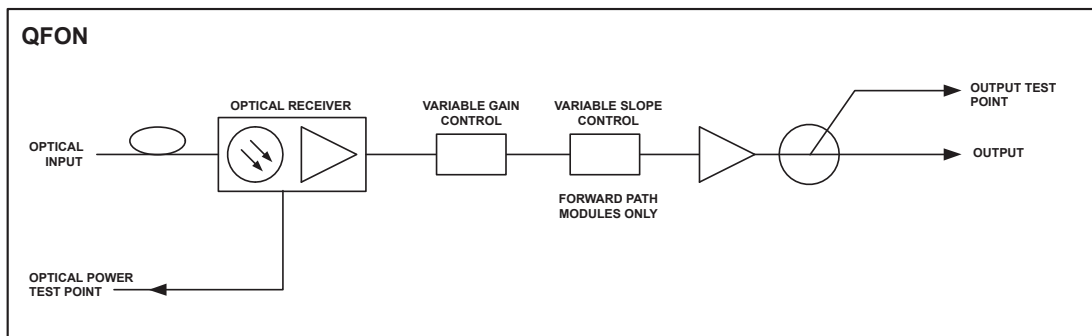 QFON
OPTICAL RECEIVER
VARIABLE GAIN
CONTROL
VARIABLE SLOPE
CONTROL
OUTPUT TEST
POINT
OPTICAL
INPUT
OUTPUT
FORWARD PATH
MODULES ONLY
OPTICAL POWER
TEST POINT